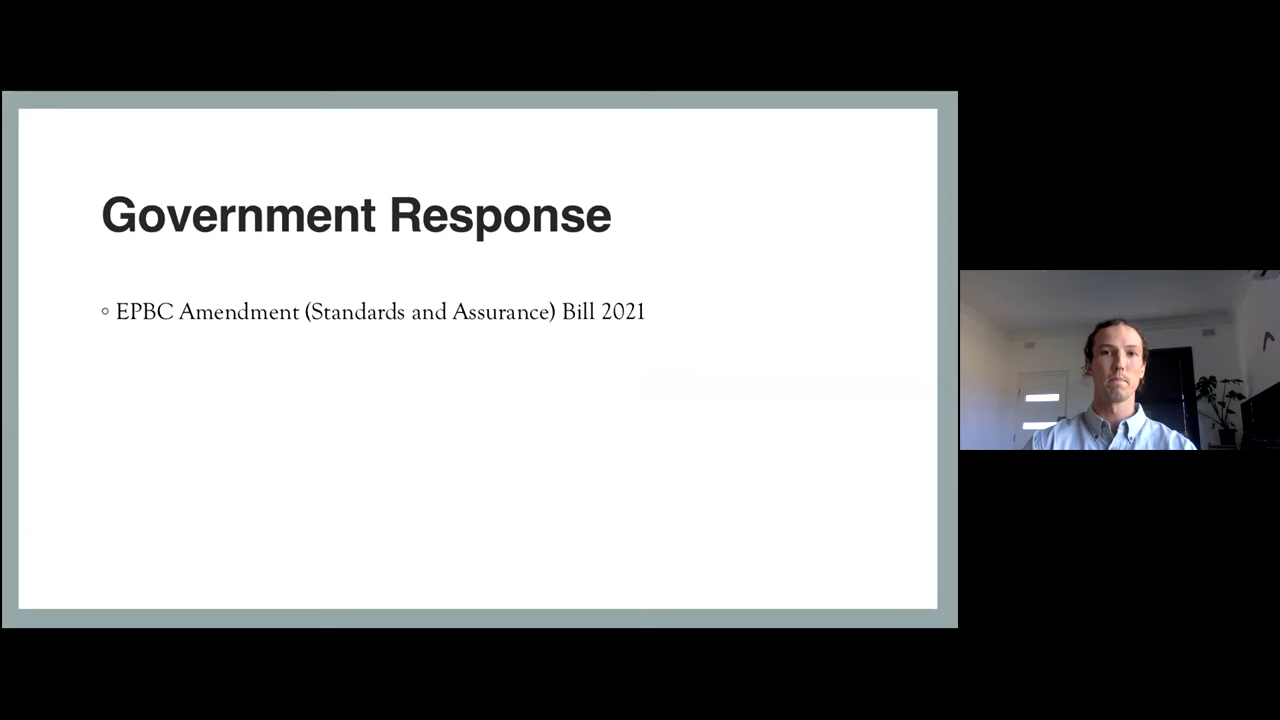 Government Response
◦ EPBC Amendment (Standards and Assurance) Bill 2021